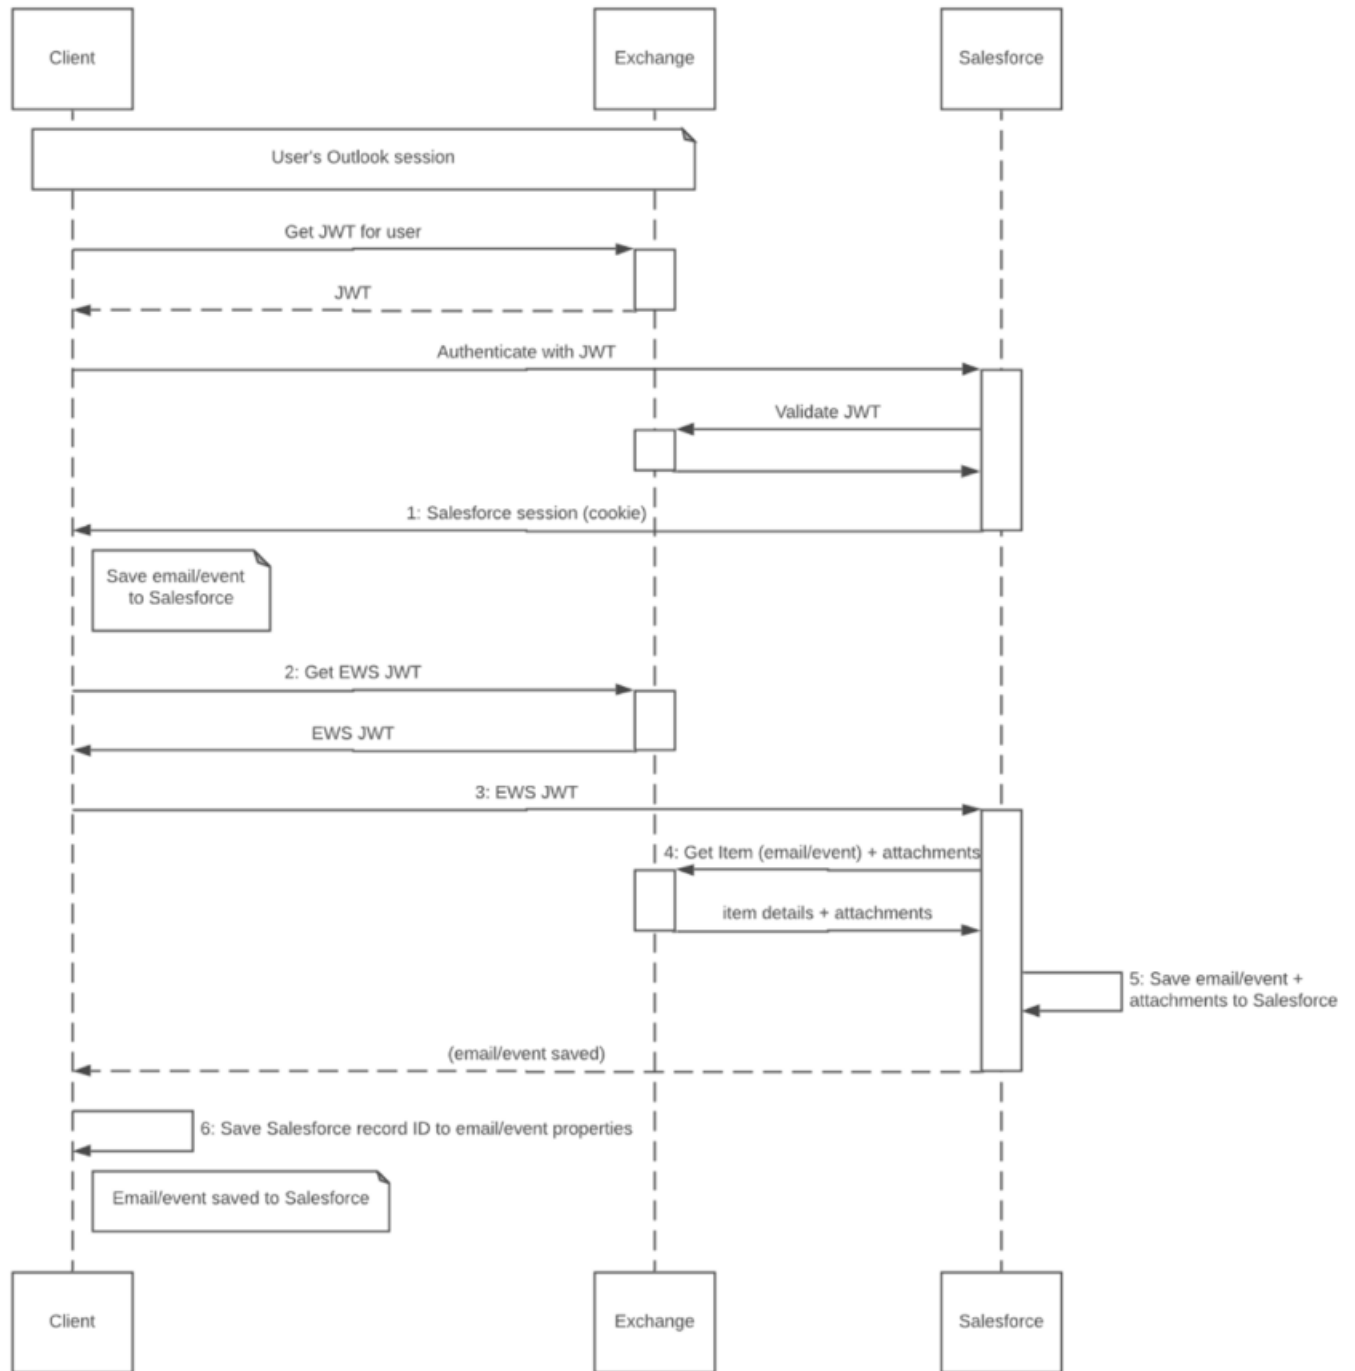 Client
Exchange
Salesforce
User's Outlook session
Get JWT for user
JWT
Authenticate with JWT
Validate JWT
1: Salesforce session (cookie)
Save email/event
to Salesforce
2: Get EWS JWT
EWS JWT
3: EWS JWT
4: Get Item (email/event) + attachments
item details + attachments
5: Save email/event +
attachments to Salesforce
(email/event saved)
6: Save Salesforce record ID to email/event properties
Email/event saved to Salesforce
Client
Exchange
Salesforce